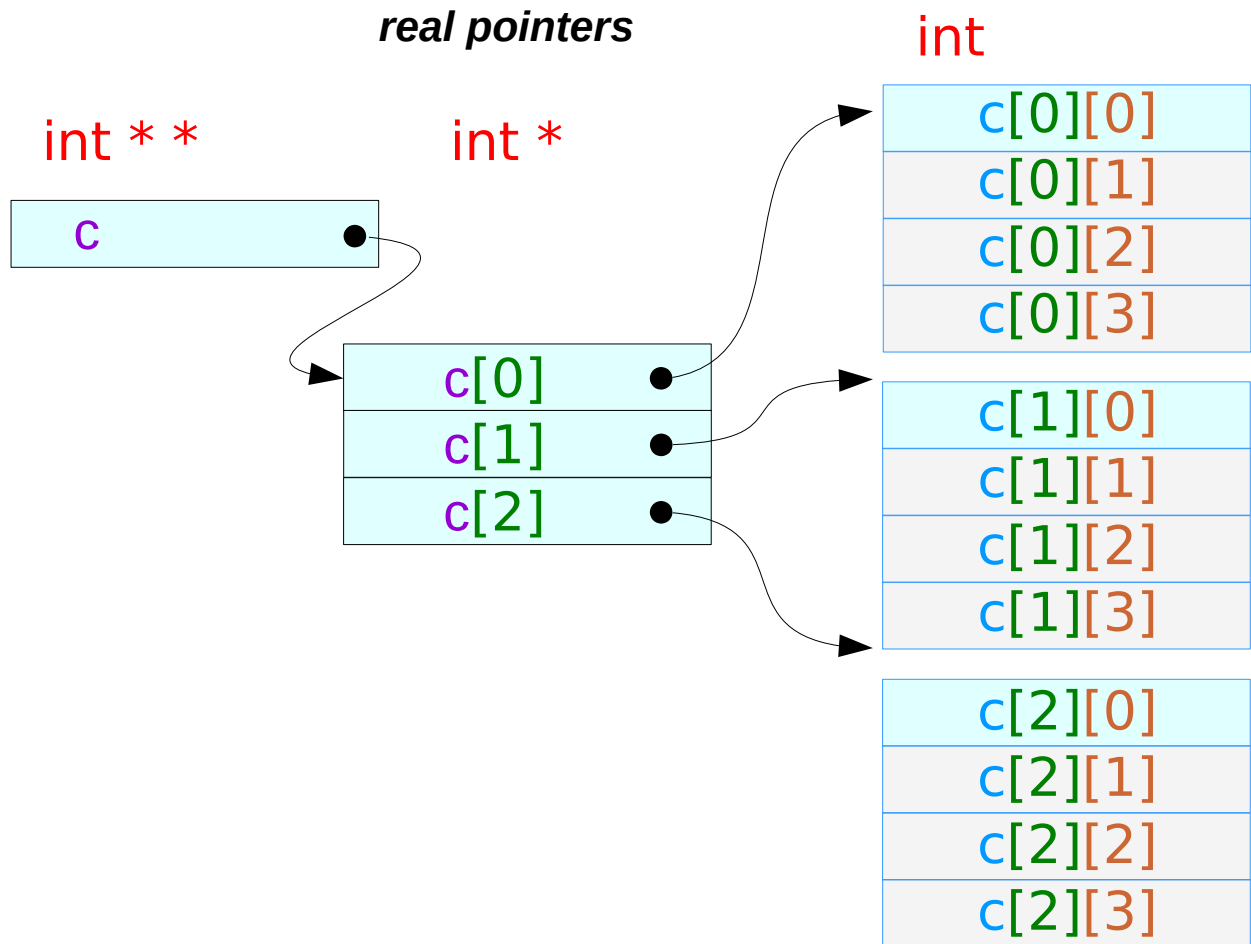 real pointers
int * *
c
int *
c[0]
c[1]
c[2]
int
c[0][0]
c[0][1]
c[0][2]
c[0][3]
c[1][0]
c[1][1]
c[1][2]
c[1][3]
c[2][0]
c[2][1]
c[2][2]
c[2][3]